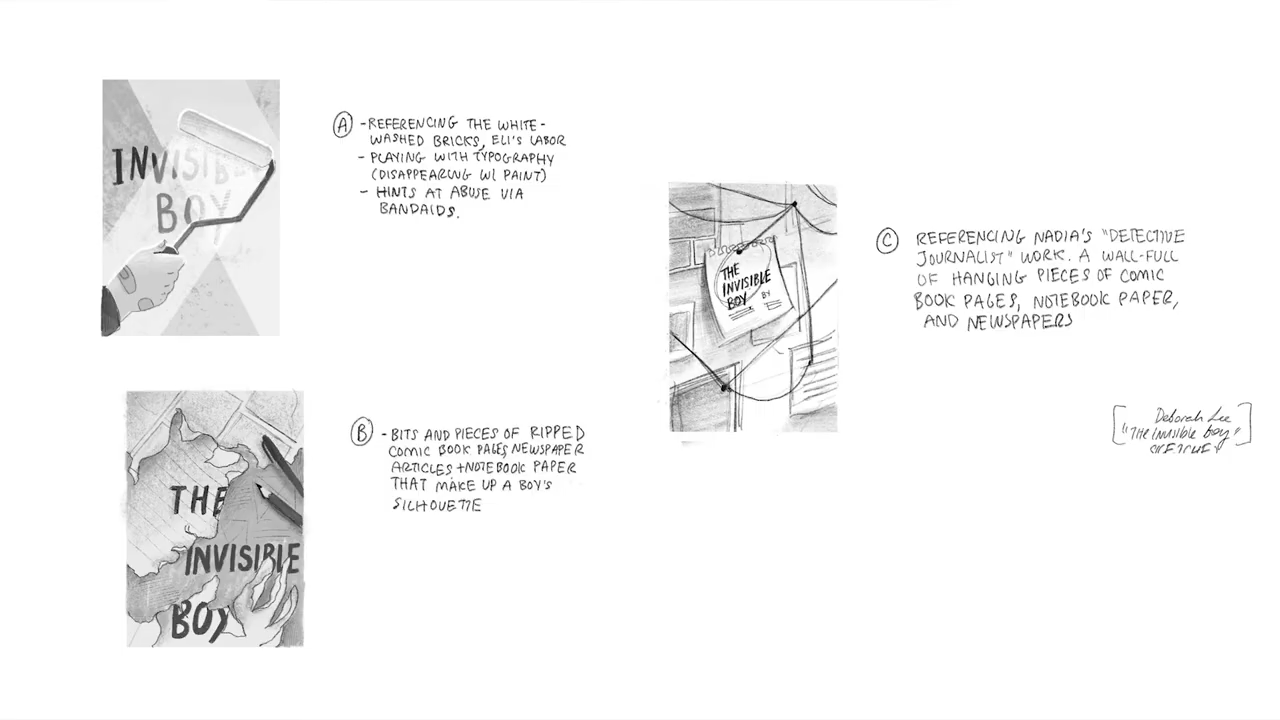 INVISIB
BOY
A
- REFERENCING THE WHITE-
WASHED BRICKS, ELI'S LABOR
- PLAYING WITH TYPOGRAPHY
(DISAPPEARING W/ PAINT)
- HINTS AT ABUSE VIA
BANDAIDS.
THE
INVISIBLE
BOY
B
- BITS AND PIECES OF RIPPED
COMIC BOOK PAGES NEWSPAPER
ARTICLES + NOTEBOOK PAPER
THAT MAKE UP A BOY'S
SILHOUETTE
THE
INVISIBLE
BOY
BY
C
REFERENCING NADIA'S "DETECTIVE
JOURNALIST" WORK. A WALL-FULL
OF HANGING PIECES OF COMIC
BOOK PAGES, NOTEBOOK PAPER,
AND NEWSPAPERS
Deborah Lee
"THE Invisible Boy"